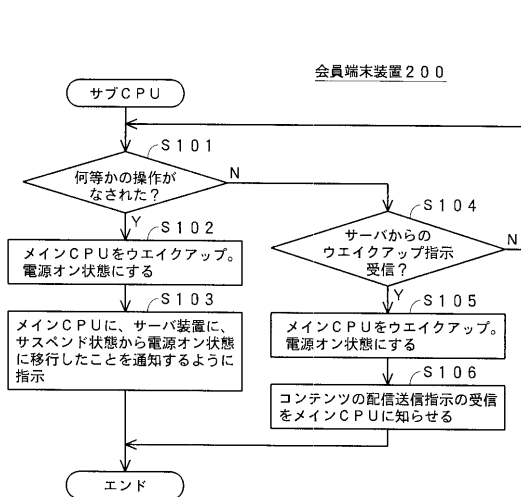 会員端末装置200
サブCPU
S101
何等かの操作が
なされた?
N
Y
S102
メインCPUをウエイクアップ。
電源オン状態にする
S103
メインCPUに、サーバ装置に、
サスペンド状態から電源オン状態
に移行したことを通知するように
指示
S104
サーバからの
ウエイクアップ指示
受信?
N
Y
S105
メインCPUをウエイクアップ。
電源オン状態にする
S106
コンテンツの配信送信指示の受信
をメインCPUに知らせる
エンド